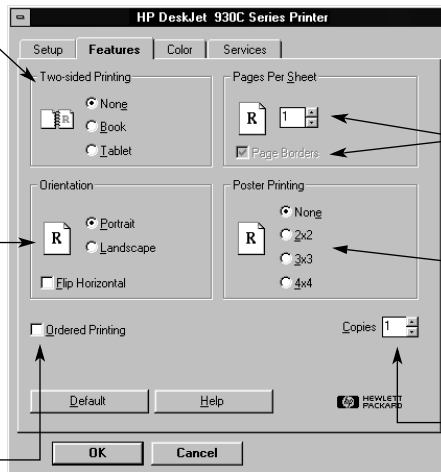 HP DeskJet 930C Series Printer
Setup Features Color Services
Two-sided Printing
None
Book
Tablet
Pages Per Sheet
R 1
Page Borders
Orientation
R
Portrait
Landscape
Flip Horizontal
Poster Printing
R
None
2x2
3x3
4x4
Ordered Printing
Copies 1
Default Help
hp HEWLETT
PACKARD
OK Cancel